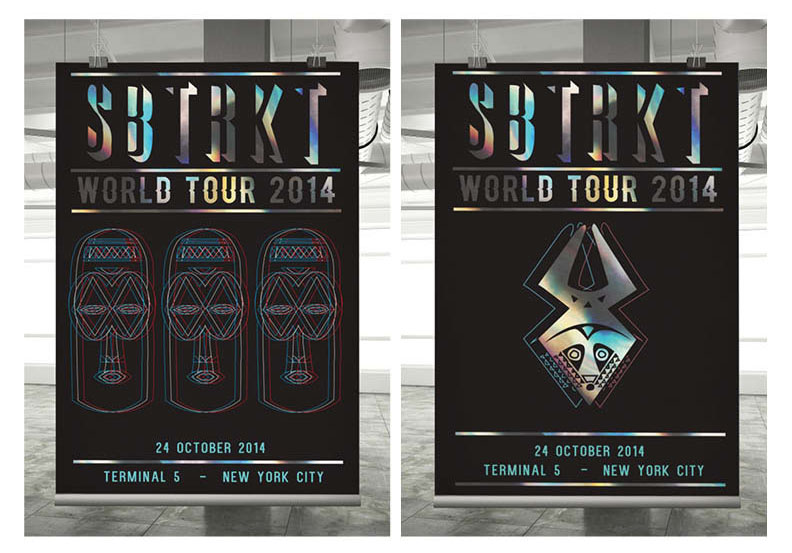 SBTRKT
WORLD TOUR 2014
24 OCTOBER 2014
TERMINAL 5 - NEW YORK CITY
SBTRKT
WORLD TOUR 2014
24 OCTOBER 2014
TERMINAL 5 - NEW YORK CITY